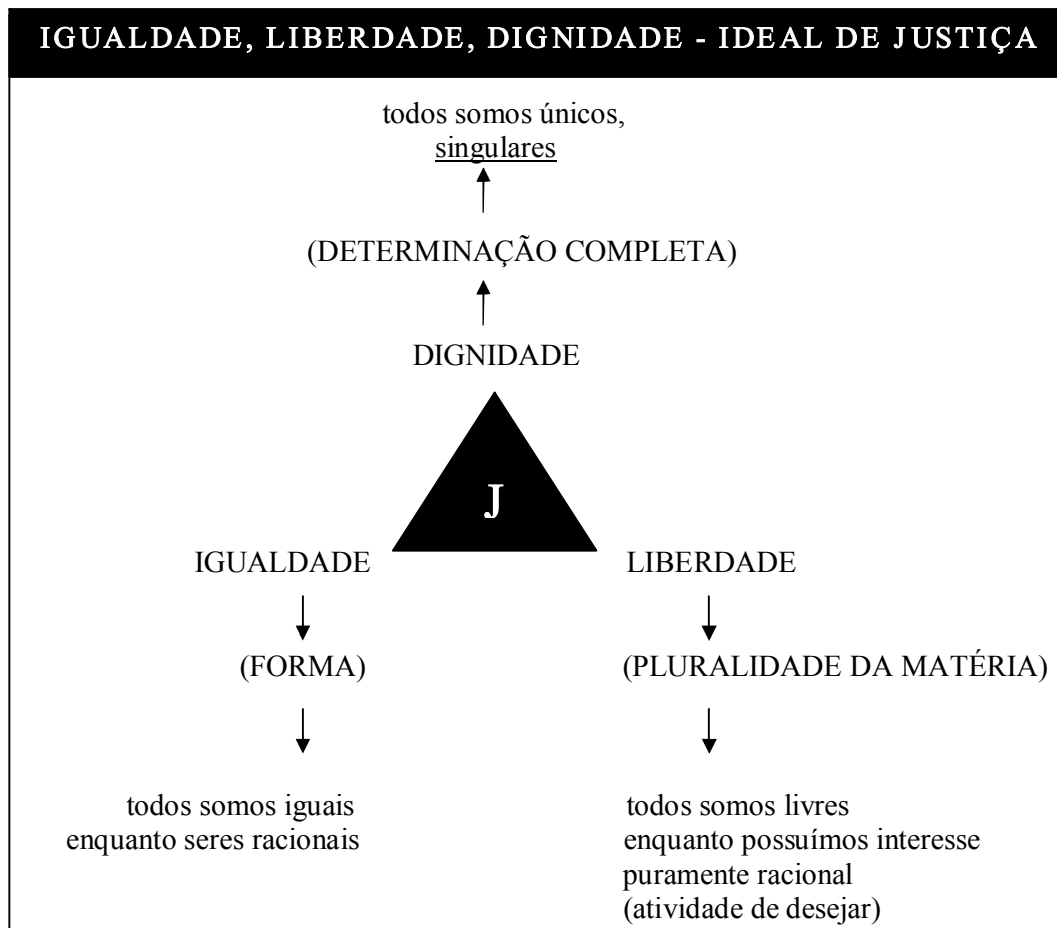 IGUALDADE, LIBERDADE, DIGNIDADE - IDEAL DE JUSTIÇA
todos somos únicos,
singulares
(DETERMINAÇÃO COMPLETA)
DIGNIDADE
J
IGUALDADE
LIBERDADE
(FORMA)
(PLURALIDADE DA MATÉRIA)
todos somos iguais
enquanto seres racionais
todos somos livres
enquanto possuímos interesse
puramente racional
(atividade de desejar)